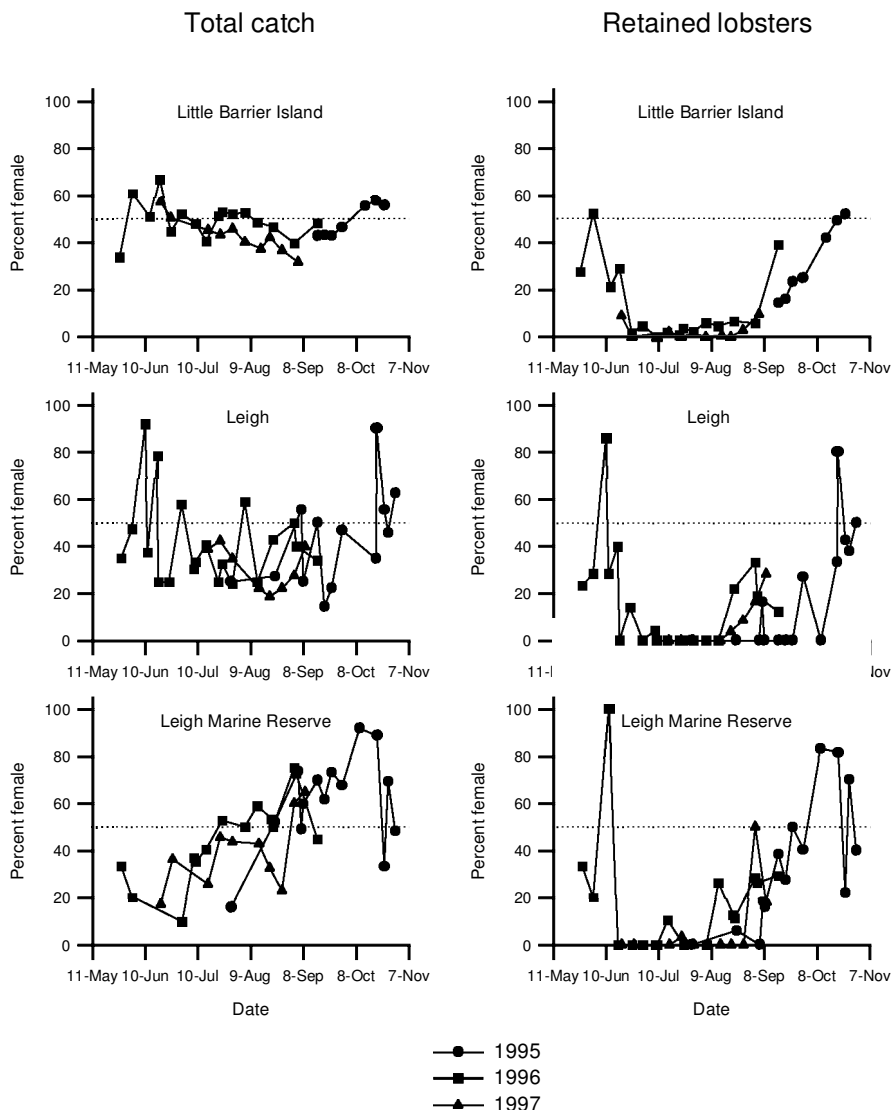 Total catch
Retained lobsters
Percent female
100
80
60
40
20
0
Little Barrier Island
11-May 10-Jun 10-Jul 9-Aug 8-Sep 8-Oct 7-Nov
Percent female
100
80
60
40
20
0
Little Barrier Island
11-May 10-Jun 10-Jul 9-Aug 8-Sep 8-Oct 7-Nov
Percent female
100
80
60
40
20
0
Leigh
11-May 10-Jun 10-Jul 9-Aug 8-Sep 8-Oct 7-Nov
Percent female
100
80
60
40
20
0
Leigh
11- ov
Percent female
100
80
60
40
20
0
Leigh Marine Reserve
11-May 10-Jun 10-Jul 9-Aug 8-Sep 8-Oct 7-Nov
Date
Percent female
100
80
60
40
20
0
Leigh Marine Reserve
11-May 10-Jun 10-Jul 9-Aug 8-Sep 8-Oct 7-Nov
Date
1995
1996
1997